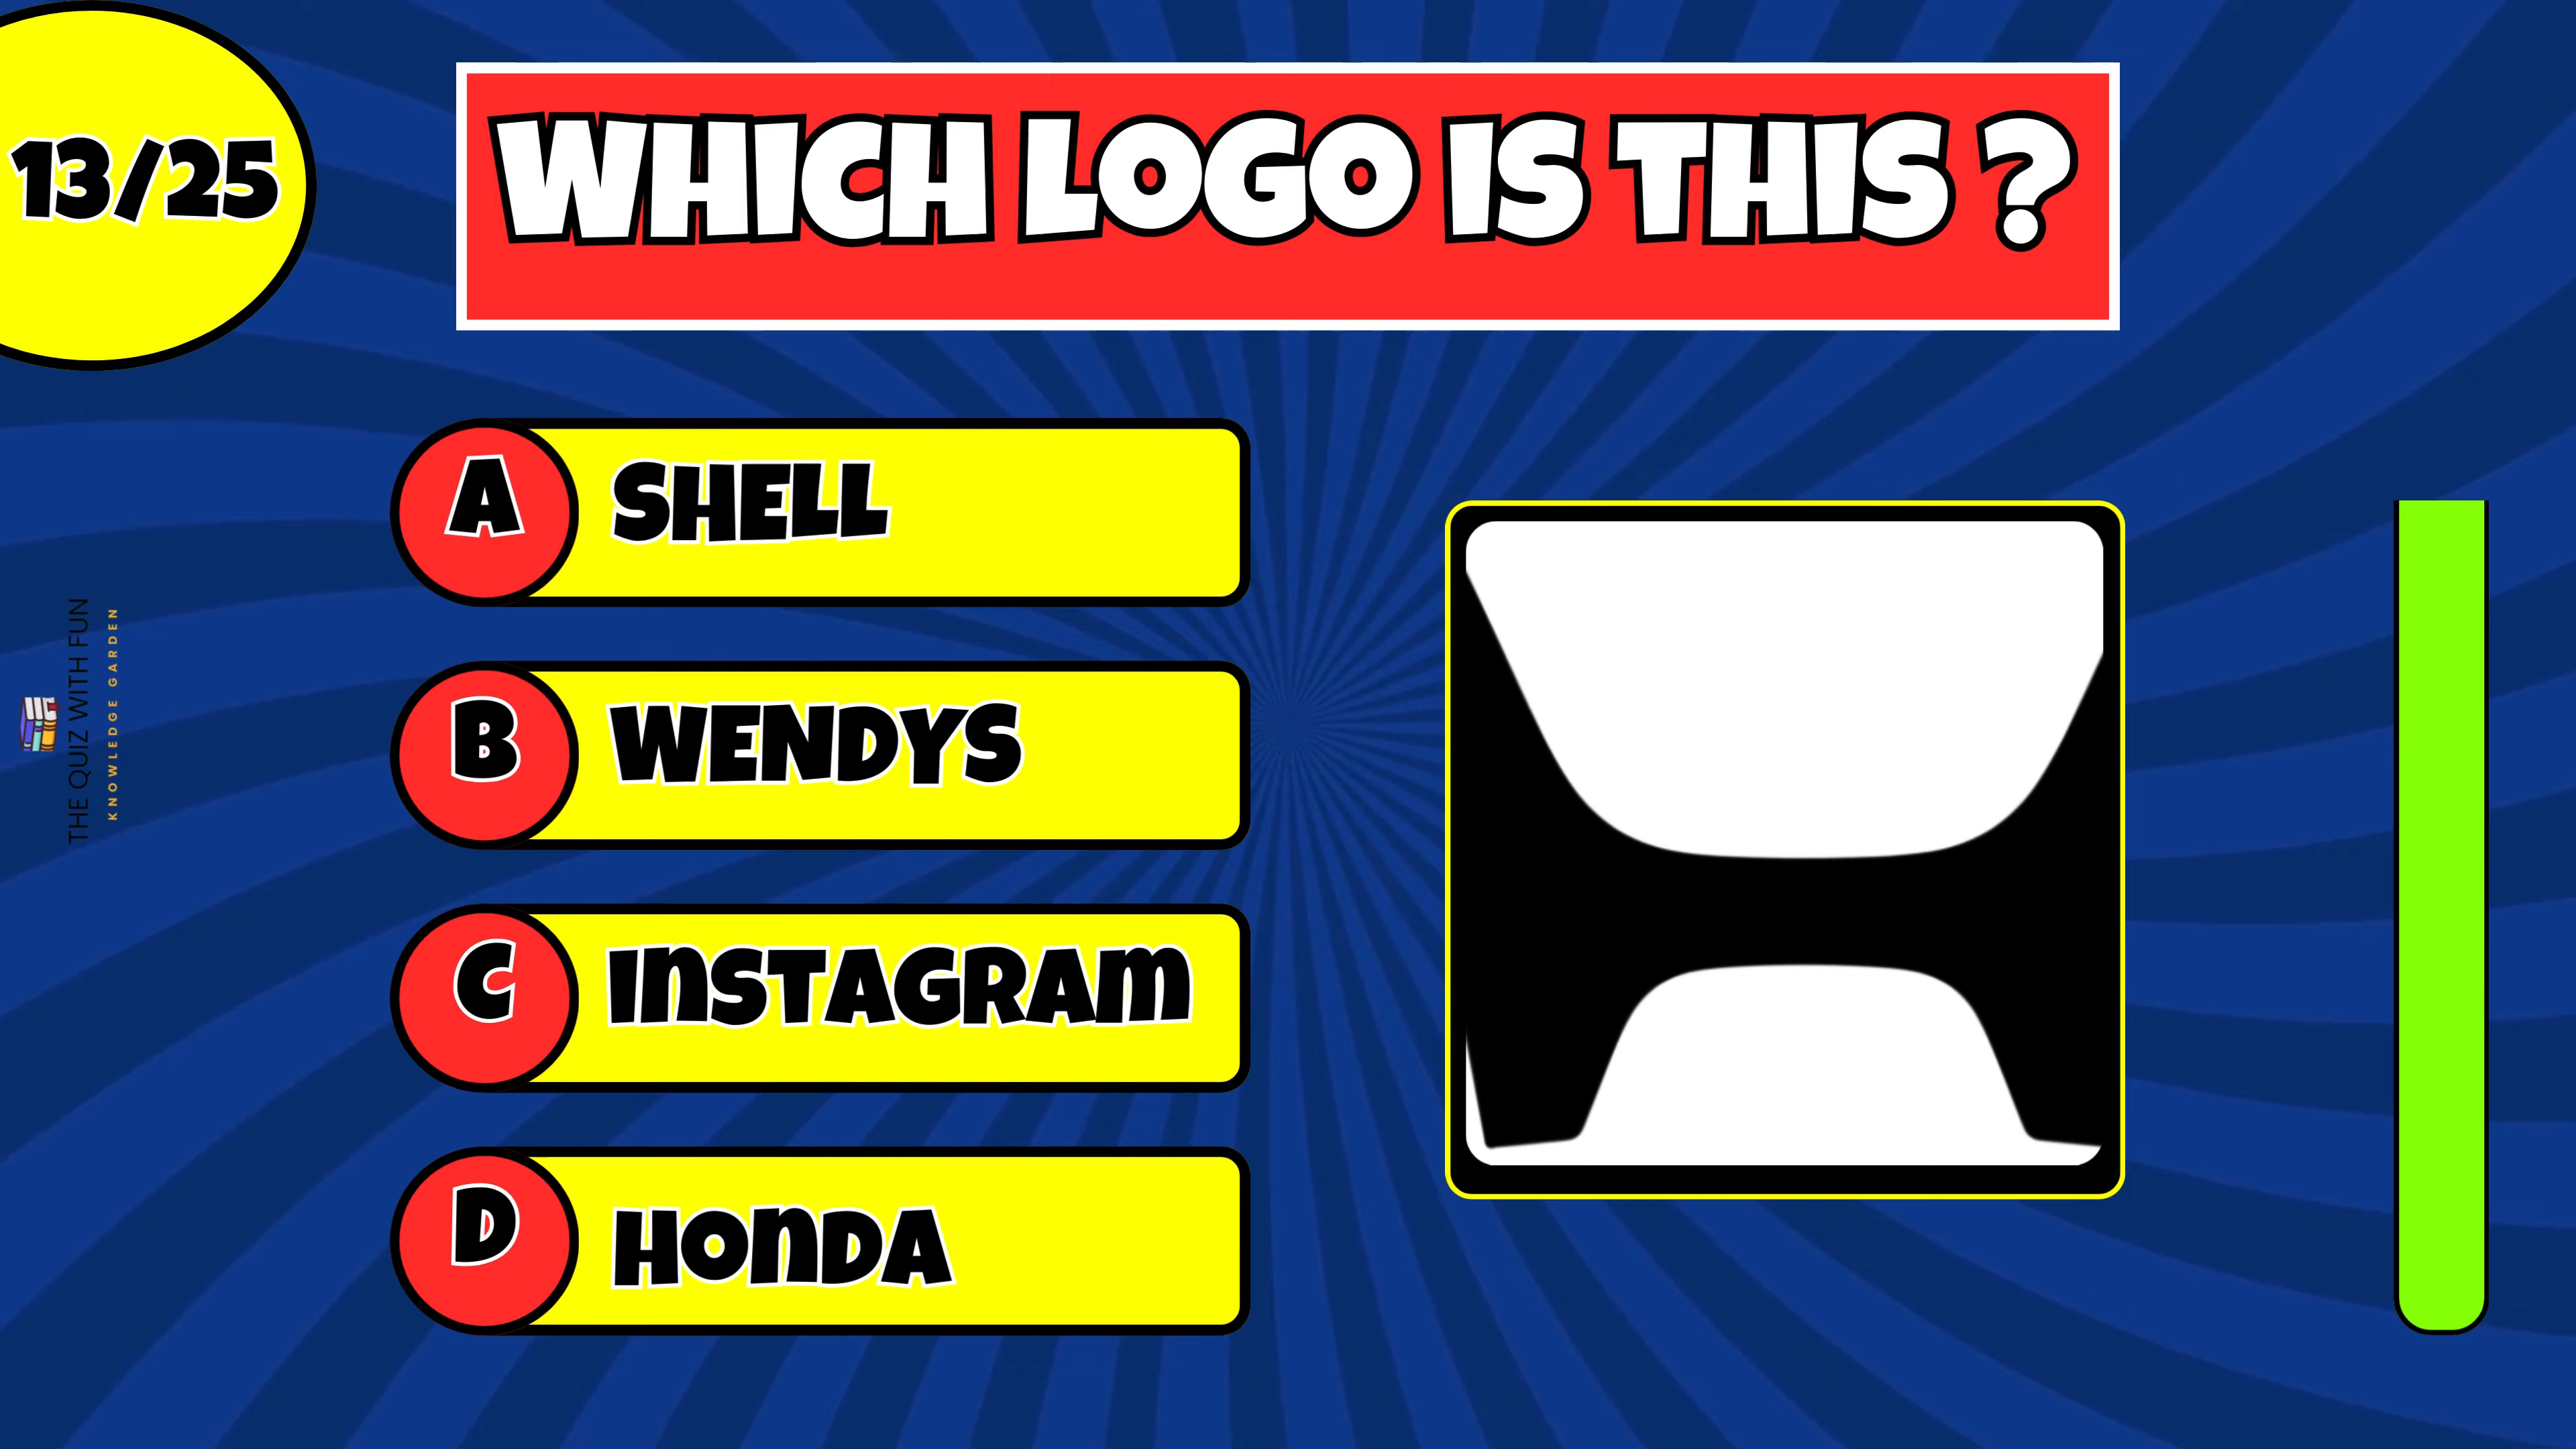 13/25
WHICH LOGO IS THIS ?
A SHELL
B WENDYS
C INSTAGRAM
D HONDA
THE QUIZ WITH FUN
KNOWLEDGE GARDEN